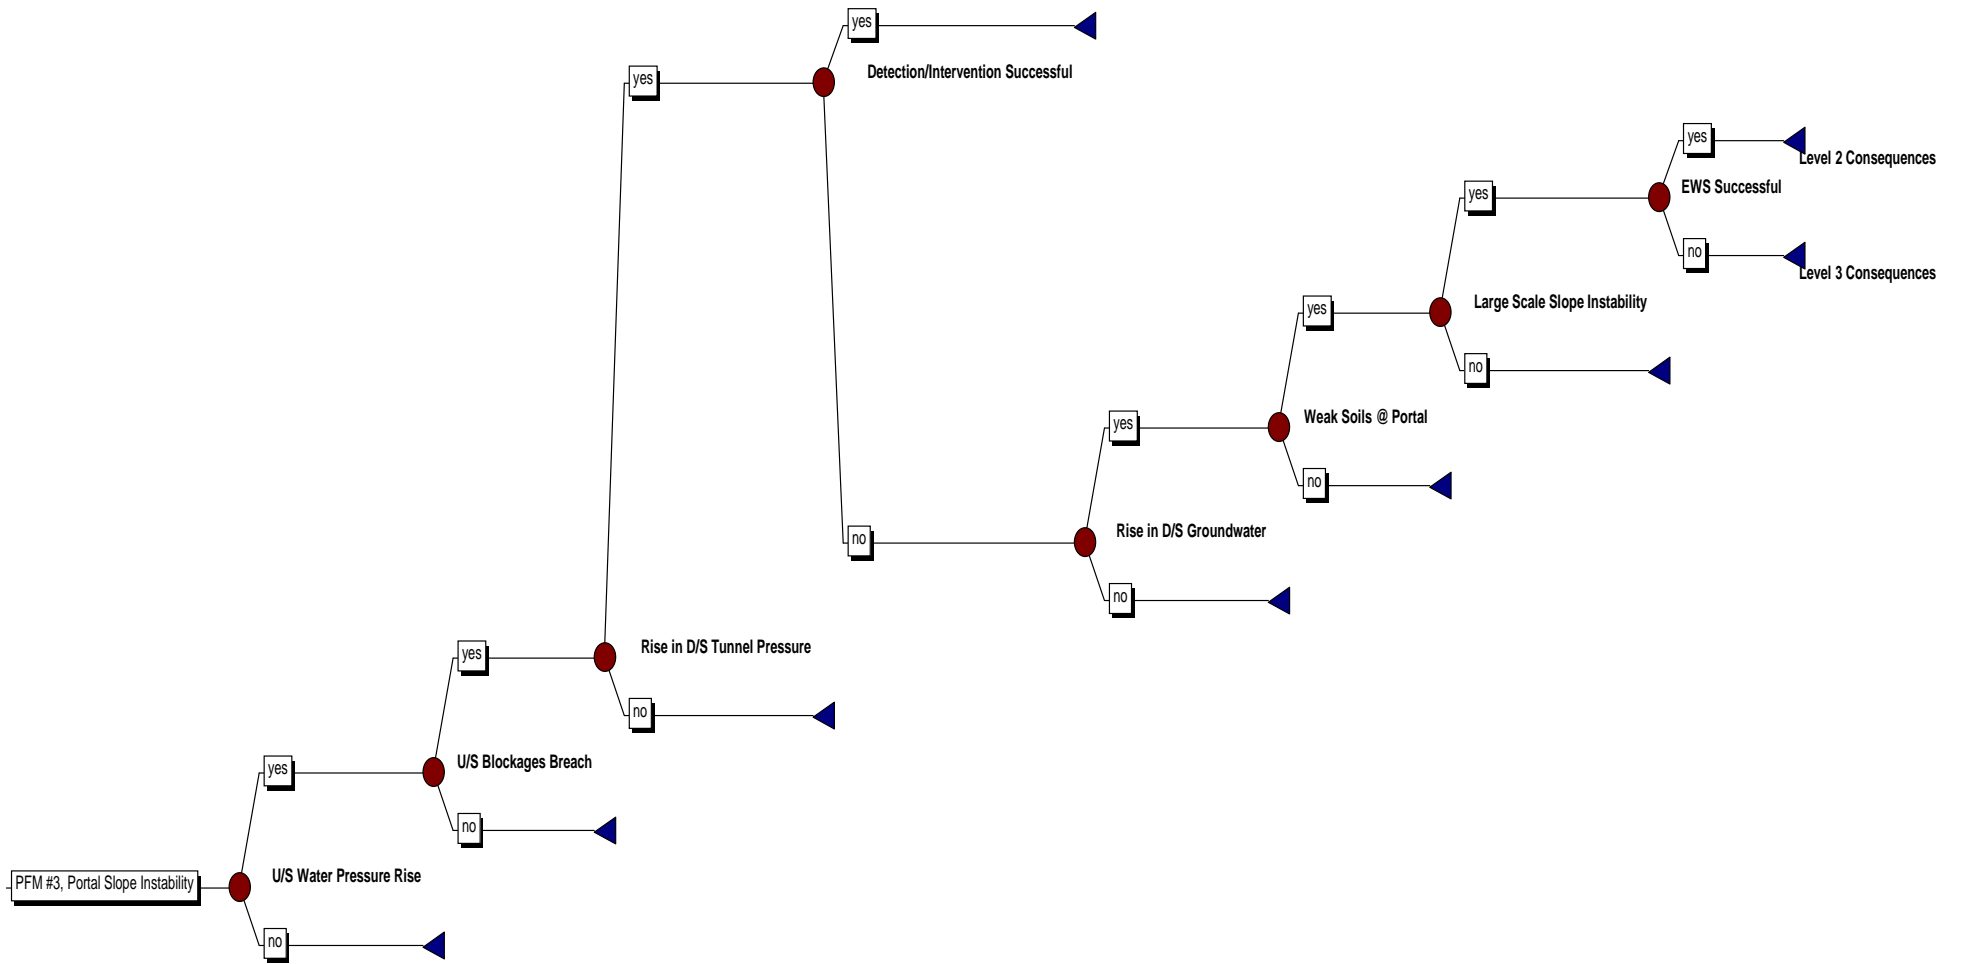 yes
yes
Detection/Intervention Successful
yes
Level 2 Consequences
EWS Successful
yes
no
Level 3 Consequences
Large Scale Slope Instability
yes
no
Weak Soils @ Portal
yes
no
Rise in D/S Groundwater
no
no
Rise in D/S Tunnel Pressure
yes
no
U/S Blockages Breach
yes
no
PFM #3, Portal Slope Instability
U/S Water Pressure Rise
no